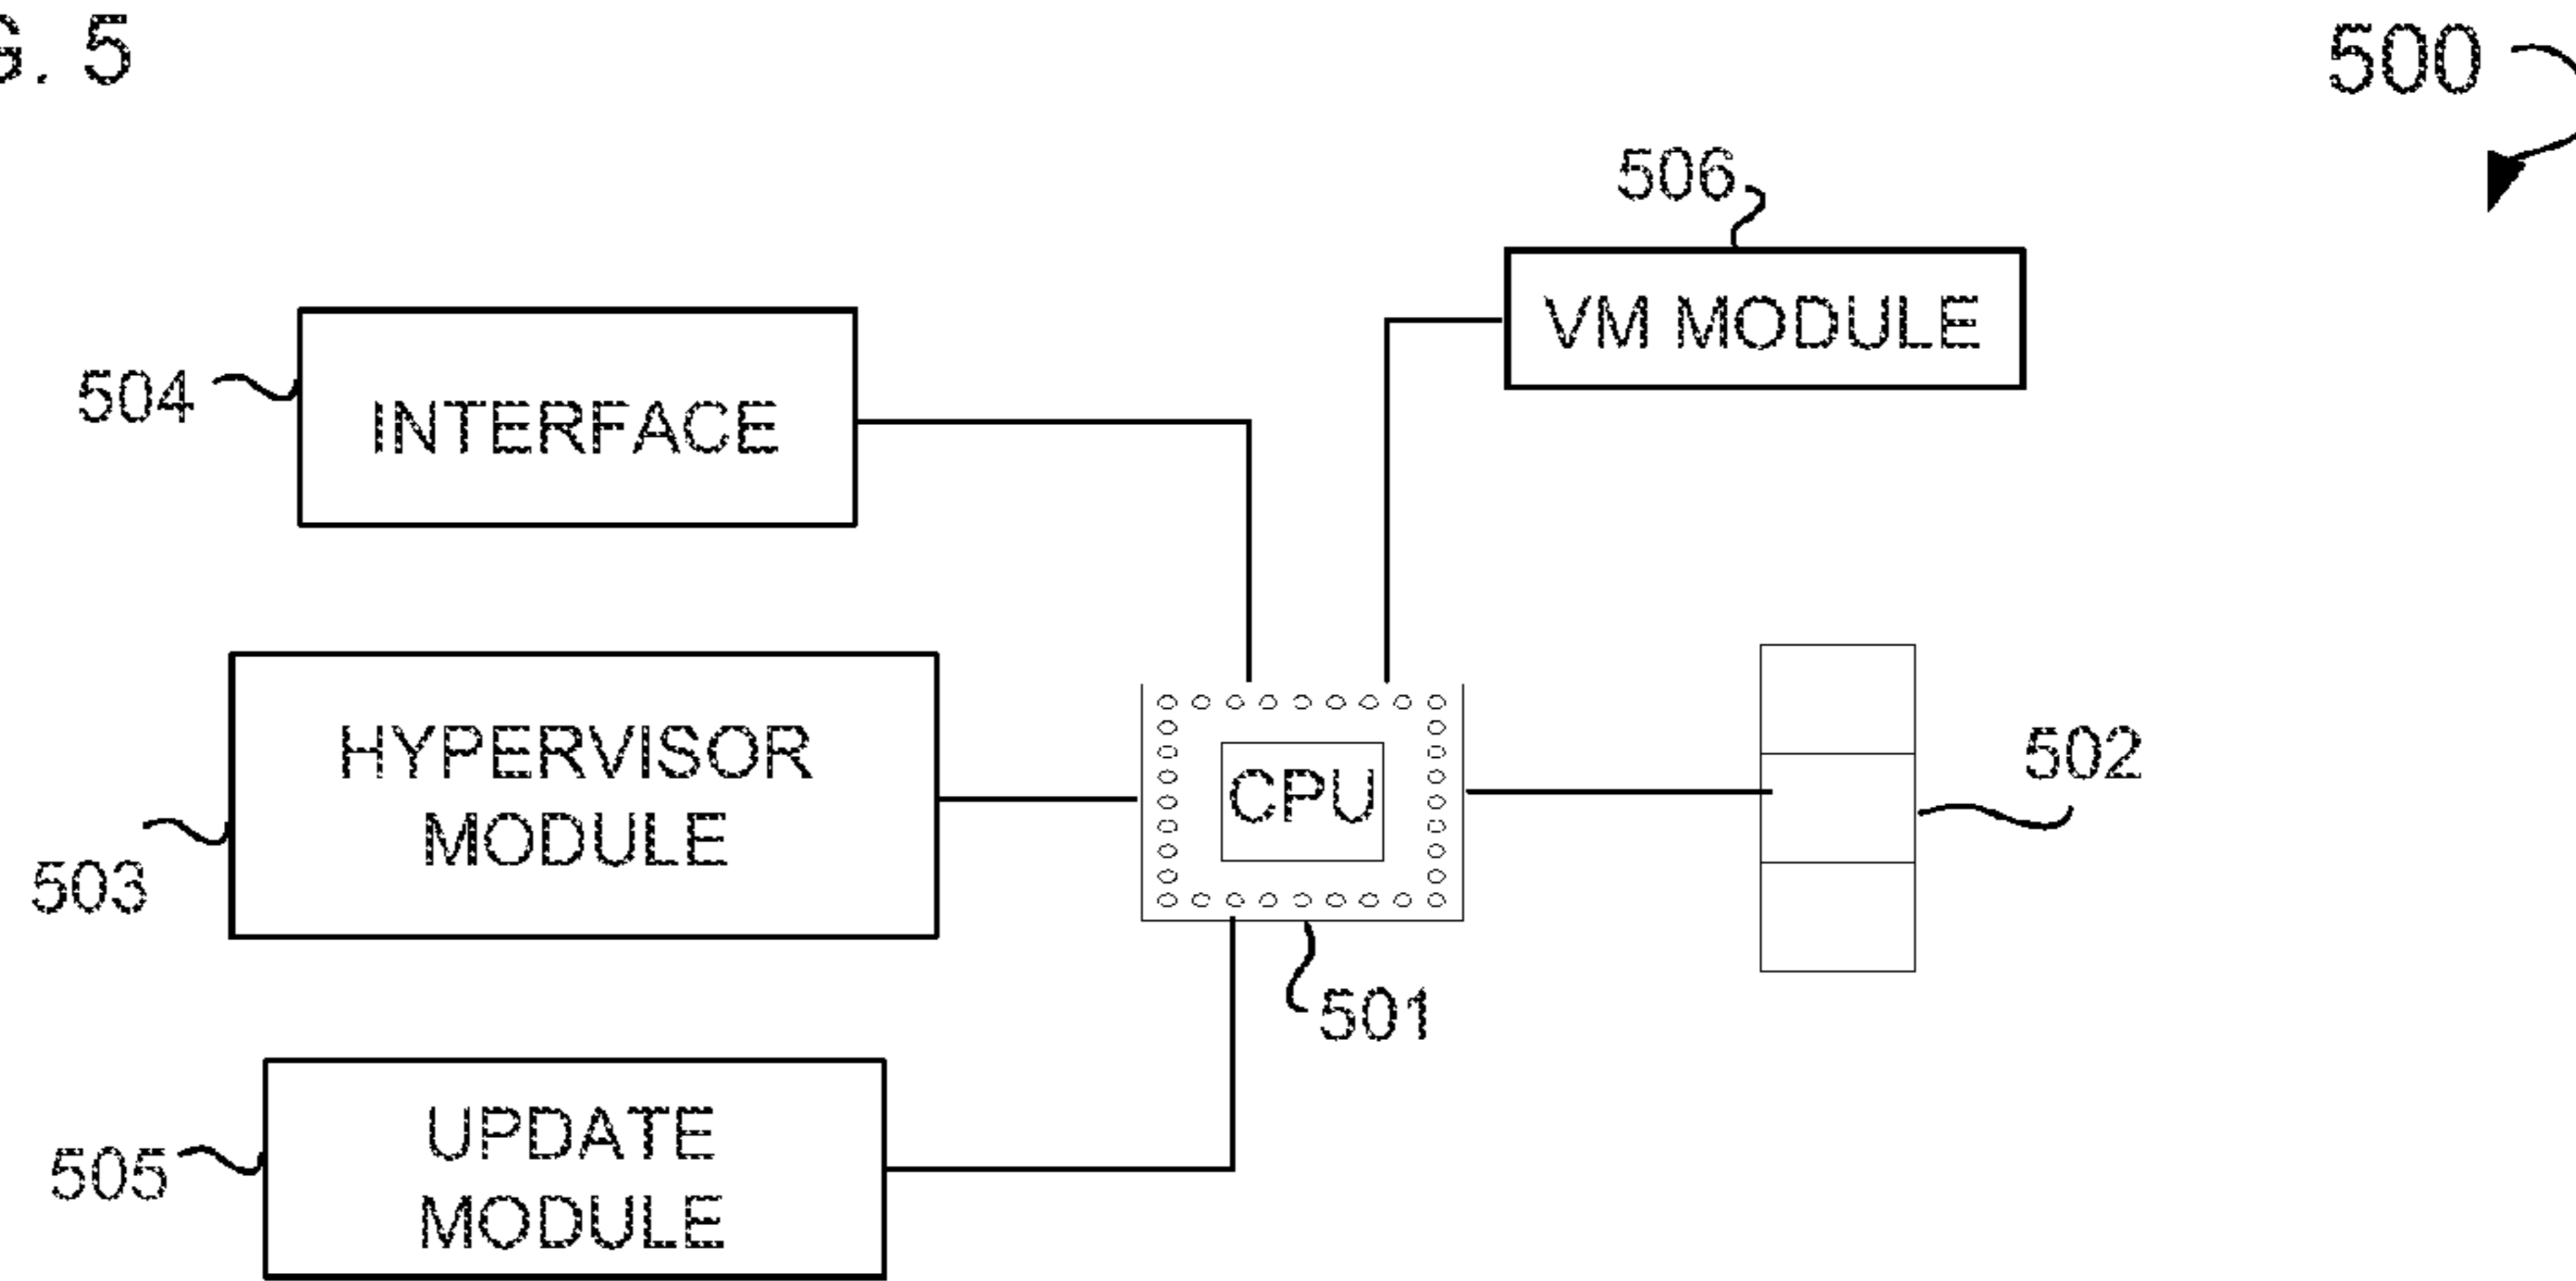 G. 5
500
506
VM MODULE
504
INTERFACE
HYPERVISOR
MODULE
503
CPU
502
501
505
UPDATE
MODULE